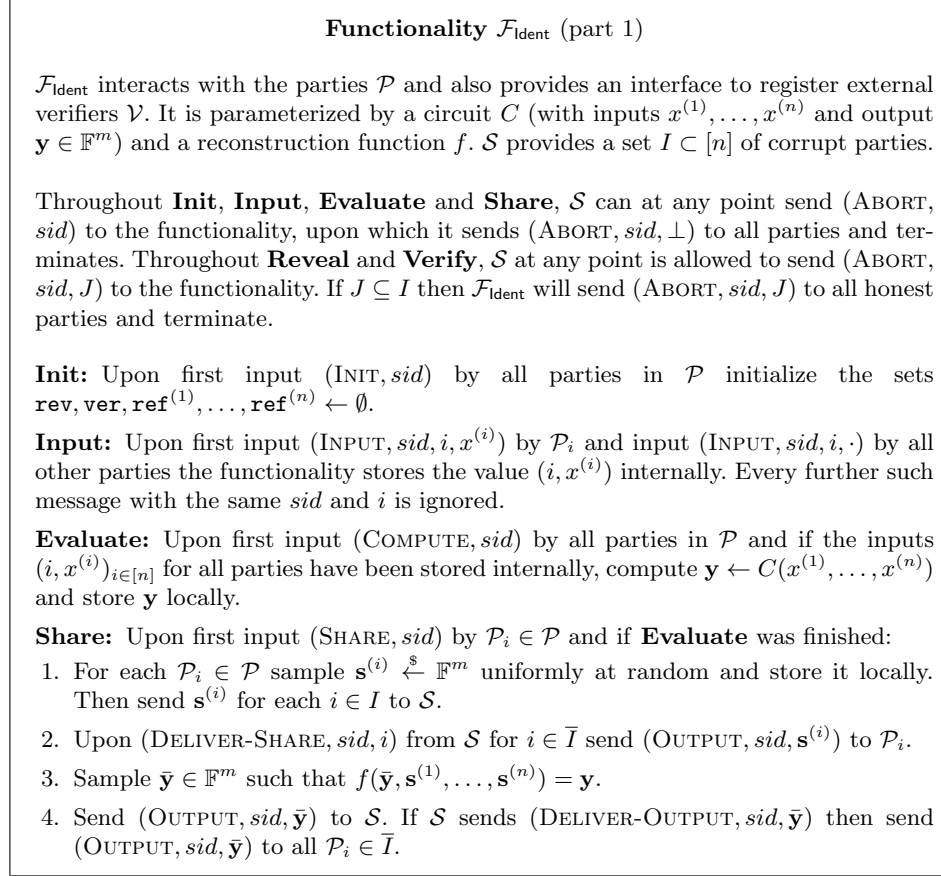 Functionality 𝓕_Ident (part 1)
𝓕_Ident interacts with the parties 𝓟 and also provides an interface to register external
verifiers 𝓥. It is parameterized by a circuit C (with inputs x^(1), . . . , x^(n) and output
𝐲 ∈ 𝔽^m) and a reconstruction function f. 𝓢 provides a set I ⊂ [n] of corrupt parties.
Throughout Init, Input, Evaluate and Share, 𝓢 can at any point send (ABORT,
sid) to the functionality, upon which it sends (ABORT, sid, ⊥) to all parties and ter-
minates. Throughout Reveal and Verify, 𝓢 at any point is allowed to send (ABORT,
sid, J) to the functionality. If J ⊆ I then 𝓕_Ident will send (ABORT, sid, J) to all honest
parties and terminate.
Init: Upon first input (INIT, sid) by all parties in 𝓟 initialize the sets
rev, ver, ref^(1), . . . , ref^(n) ← ∅.
Input: Upon first input (INPUT, sid, i, x^(i)) by 𝓟_i and input (INPUT, sid, i, ·) by all
other parties the functionality stores the value (i, x^(i)) internally. Every further such
message with the same sid and i is ignored.
Evaluate: Upon first input (COMPUTE, sid) by all parties in 𝓟 and if the inputs
(i, x^(i))_{i∈[n]} for all parties have been stored internally, compute 𝐲 ← C(x^(1), . . . , x^(n))
and store 𝐲 locally.
Share: Upon first input (SHARE, sid) by 𝓟_i ∈ 𝓟 and if Evaluate was finished:
1. For each 𝓟_i ∈ 𝓟 sample 𝐬^(i) ←$ 𝔽^m uniformly at random and store it locally.
Then send 𝐬^(i) for each i ∈ I to 𝓢.
2. Upon (DELIVER-SHARE, sid, i) from 𝓢 for i ∈ I̅ send (OUTPUT, sid, 𝐬^(i)) to 𝓟_i.
3. Sample 𝐲̄ ∈ 𝔽^m such that f(𝐲̄, 𝐬^(1), . . . , 𝐬^(n)) = 𝐲.
4. Send (OUTPUT, sid, 𝐲̄) to 𝓢. If 𝓢 sends (DELIVER-OUTPUT, sid, 𝐲̄) then send
(OUTPUT, sid, 𝐲̄) to all 𝓟_i ∈ I̅.